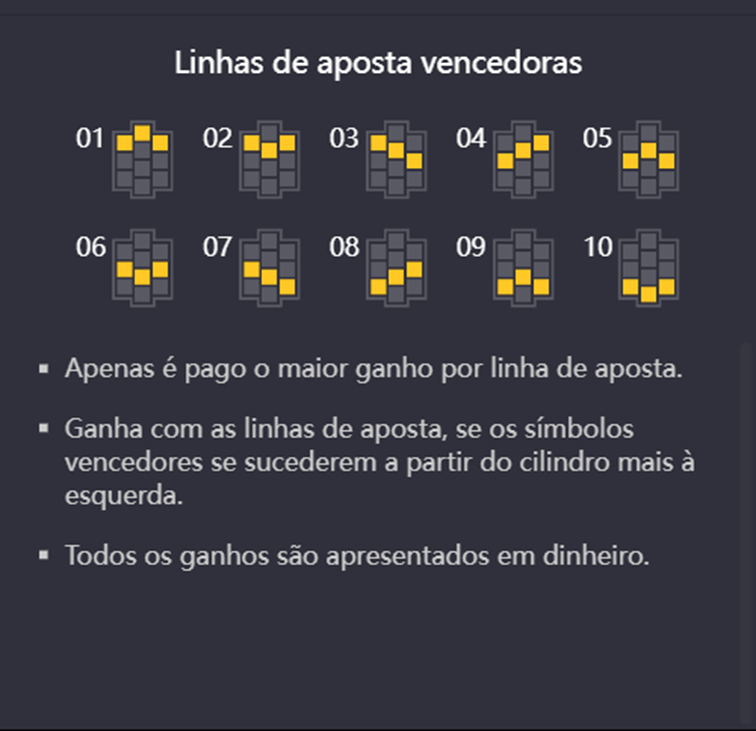 Linhas de aposta vencedoras
01 02 03 04 05
06 07 08 09 10
Apenas é pago o maior ganho por linha de aposta.
Ganha com as linhas de aposta, se os símbolos
vencedores se sucederem a partir do cilindro mais à
esquerda.
Todos os ganhos são apresentados em dinheiro.